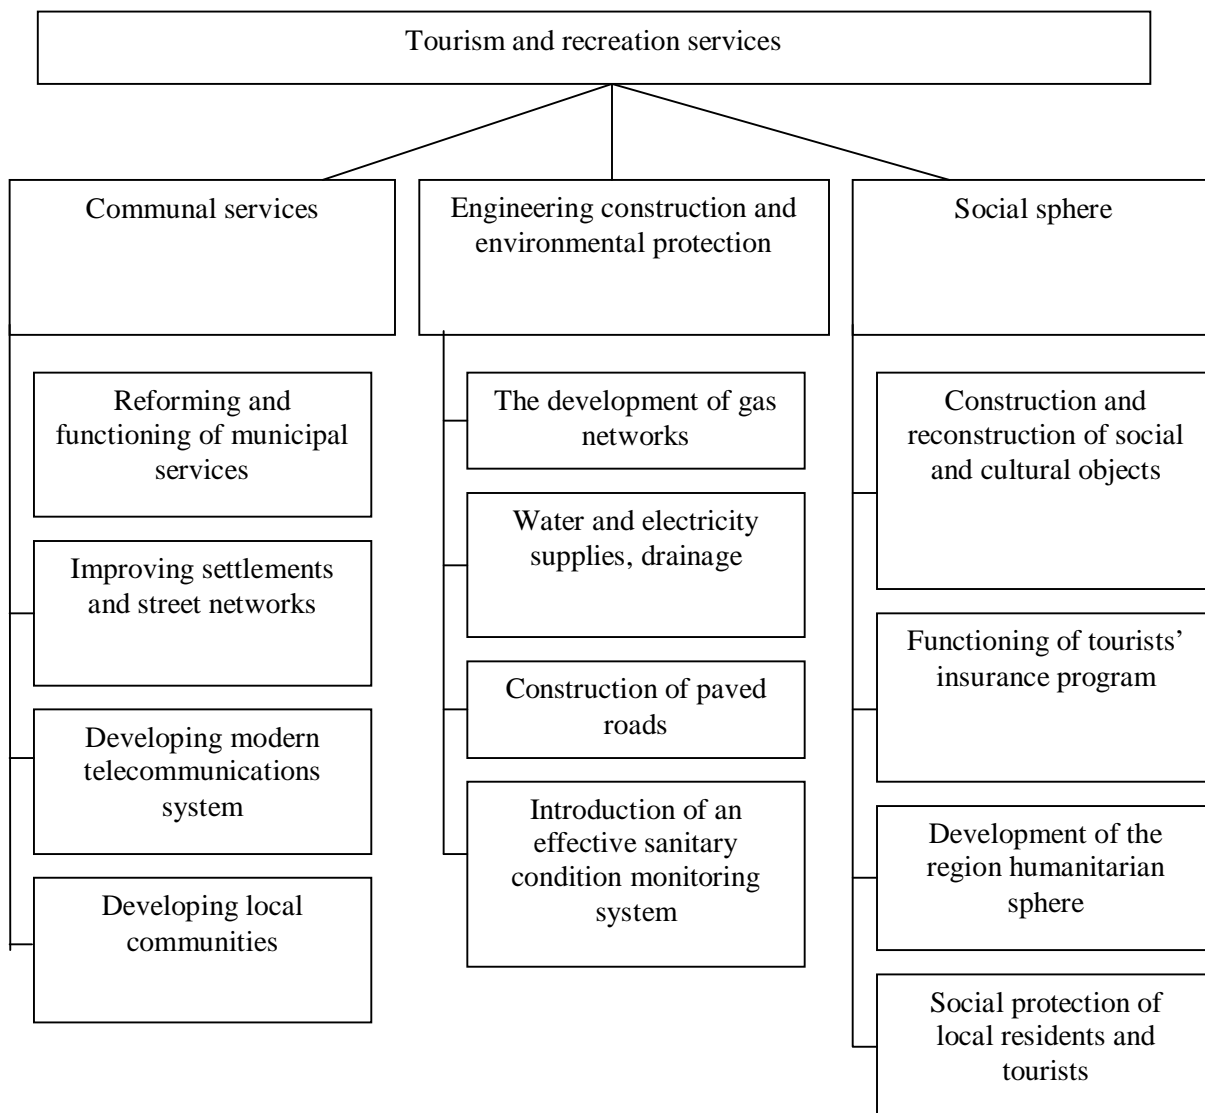 Tourism and recreation services
Communal services
Engineering construction and
environmental protection
Social sphere
Reforming and
functioning of municipal
services
Improving settlements
and street networks
Developing modern
telecommunications
system
Developing local
communities
The development of gas
networks
Water and electricity
supplies, drainage
Construction of paved
roads
Introduction of an
effective sanitary
condition monitoring
system
Construction and
reconstruction of social
and cultural objects
Functioning of tourists’
insurance program
Development of the
region humanitarian
sphere
Social protection of
local residents and
tourists